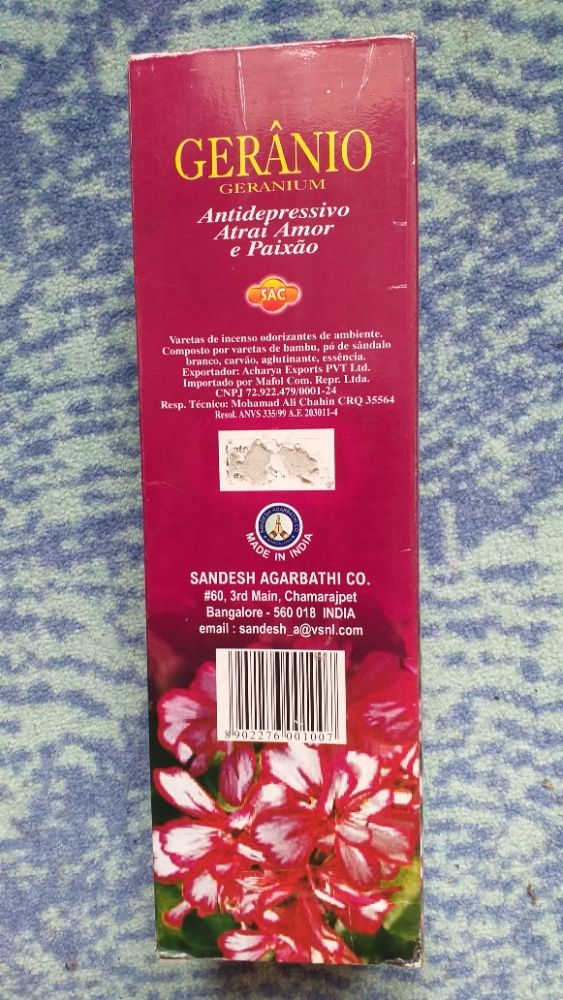 GERÂNIO
GERANIUM
Antidepressivo
Atrai Amor
e Paixão
SAC
Varetas de incenso odorizantes de ambiente.
Composto por varetas de bambu, pó de sândalo
branco, carvão, aglutinante, essência.
Exportador: Acharya Exports PVT Ltd.
Importado por Mafol Com. Repr. Ltda.
CNPJ 72.922.479/0001-24
Resp. Técnico: Mohamad Ali Chahin CRQ 35564
Resol. ANVS 335/99 A.F. 203011-4
MADE IN INDIA
SANDESH AGARBATHI CO.
#60, 3rd Main, Chamarajpet
Bangalore - 560 018 INDIA
email : sandesh_a@vsnl.com
8 902276 001007